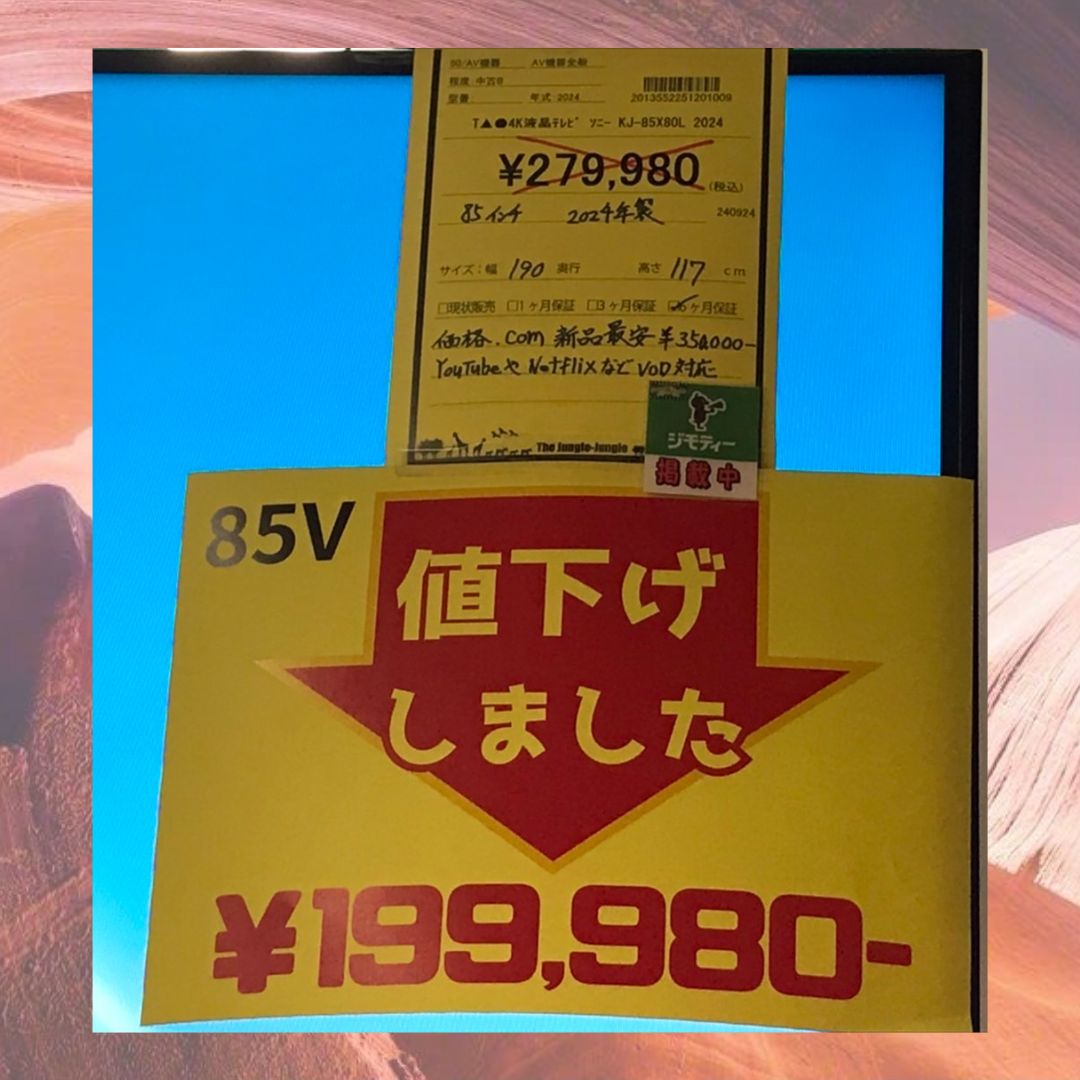 50/AV機器 AV機器全般
程度:中古B
型番: 年式:2024 2013552251201009
T▲●4K液晶テレビ ソニー KJ-85X80L 2024
¥279,980 (税込)
85インチ 2024年製 240924
サイズ:幅 190 奥行 高さ 117 cm
□現状販売 □1ヶ月保証 □3ヶ月保証 ☑6ヶ月保証
価格.com 新品最安 ¥354,000-
YouTubeや Netflixなど VOD対応
The Jungle-Jungle
ジモティー
掲載中
85V
値下げ
しました
¥199,980-